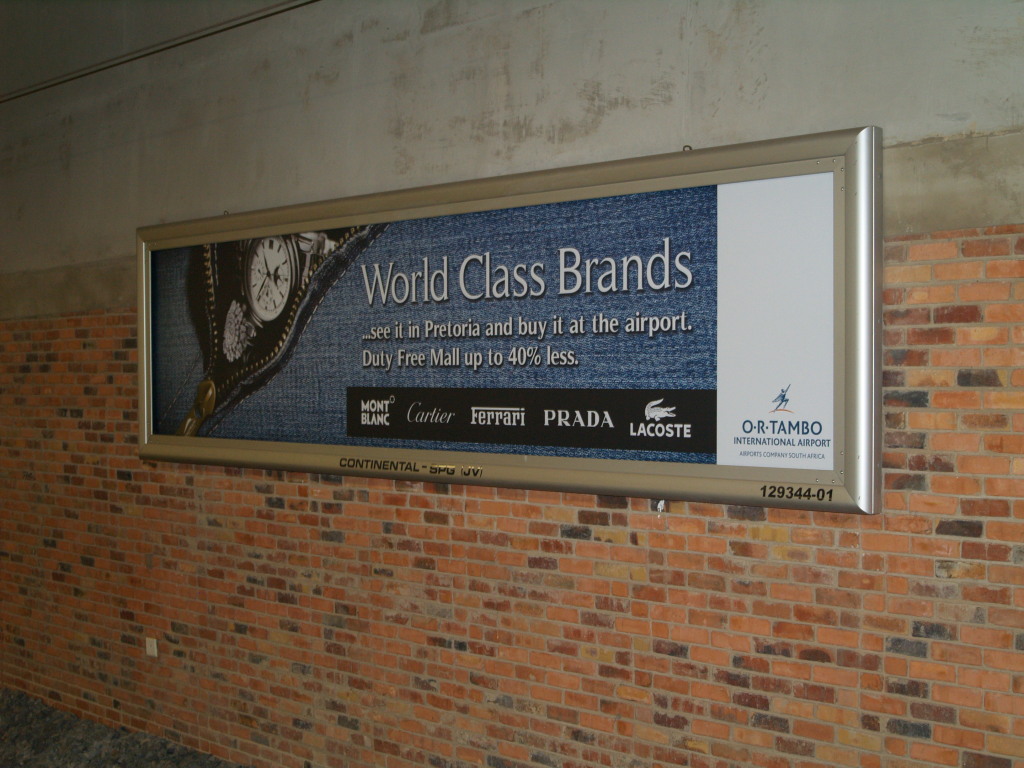 World Class Brands
...see it in Pretoria and buy it at the airport.
Duty Free Mall up to 40% less.
MONT BLANC
Cartier
Ferrari
PRADA
LACOSTE
O·R·TAMBO
INTERNATIONAL AIRPORT
AIRPORTS COMPANY SOUTH AFRICA
CONTINENTAL - SPG (JV)
129344-01